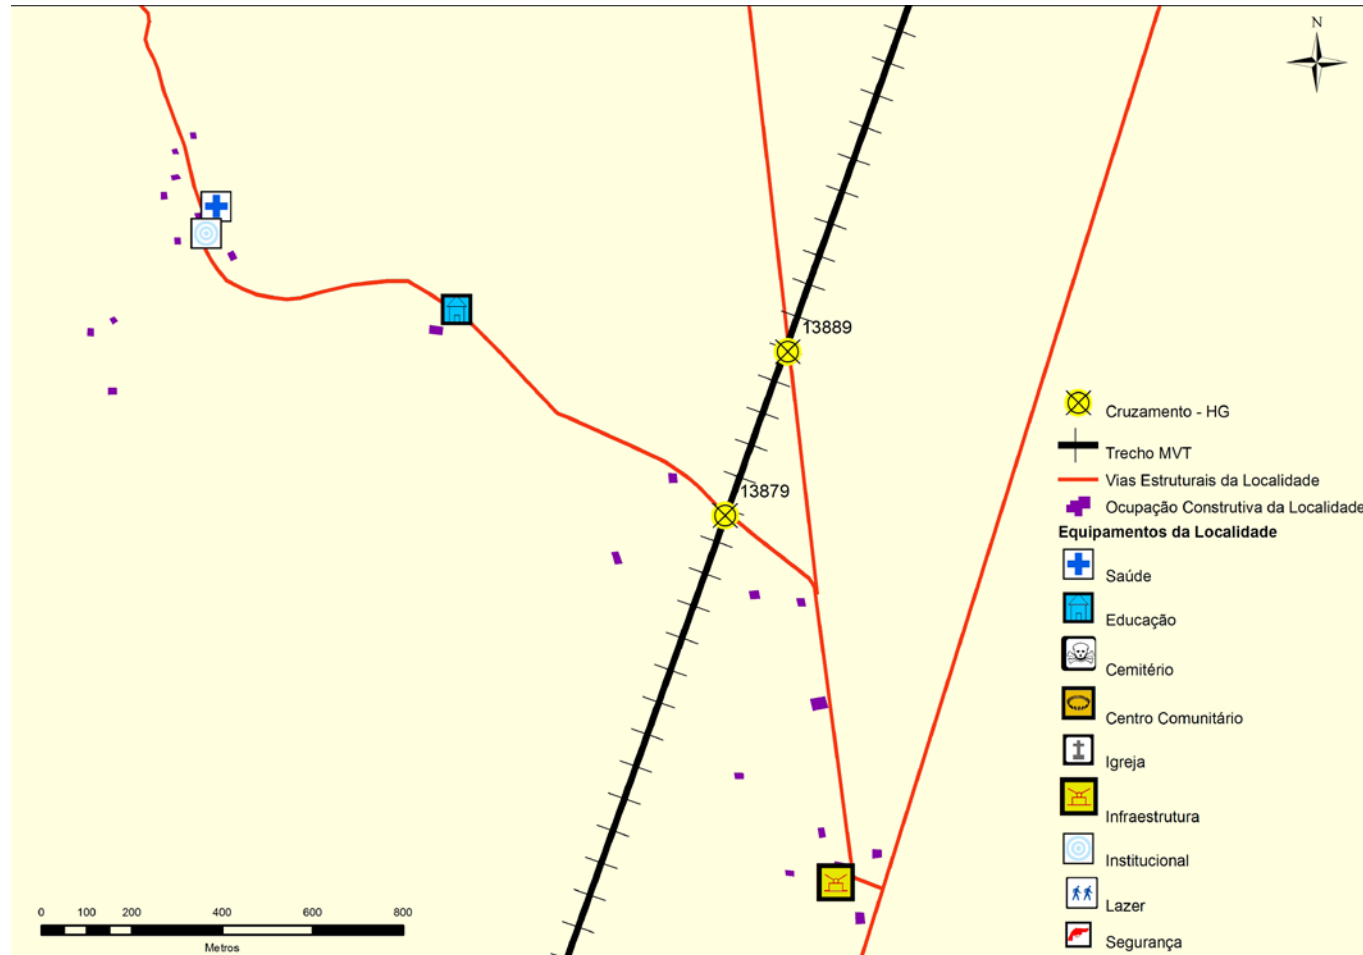 N
13889
13879
Cruzamento - HG
Trecho MVT
Vias Estruturais da Localidade
Ocupação Construtiva da Localidade
Equipamentos da Localidade
Saúde
Educação
Cemitério
Centro Comunitário
Igreja
Infraestrutura
Institucional
Lazer
Segurança
0 100 200 400 600 800
Metros